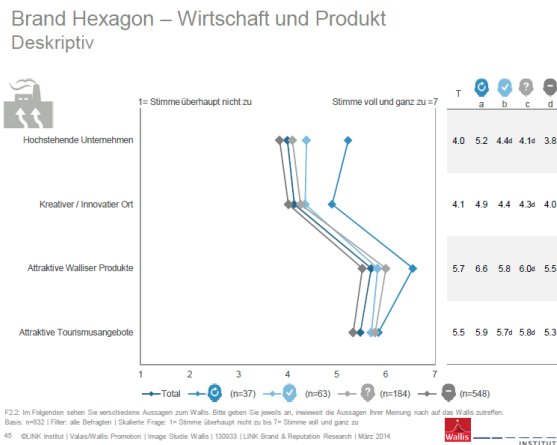 Brand Hexagon – Wirtschaft und Produkt
Deskriptiv
1= Stimme überhaupt nicht zu Stimme voll und ganz zu =7
T a b c d
Hochstehende Unternehmen 4.0 5.2 4.4d 4.1d 3.8
Kreativer / Innovatier Ort 4.1 4.9 4.4 4.3d 4.0
Attraktive Walliser Produkte 5.7 6.6 5.8 6.0d 5.5
Attraktive Tourismusangebote 5.5 5.9 5.7d 5.8d 5.3
1 2 3 4 5 6 7
Total (n=37) (n=63) ? (n=184) (n=548)
F2.2: Im Folgenden sehen Sie verschiedene Aussagen zum Wallis. Bitte geben Sie jeweils an, inwieweit die Aussagen Ihrer Meinung nach auf das Wallis zutreffen.
Basis: n=832 | Filter: alle Befragten | Skalierte Frage: 1= Stimme überhaupt nicht zu bis 7= Stimme voll und ganz zu
45 ©LINK Institut | Valais/Wallis Promotion | Image Studie Wallis | 130933 | LINK Brand & Reputation Research | März 2014
Wallis
INSTITUT